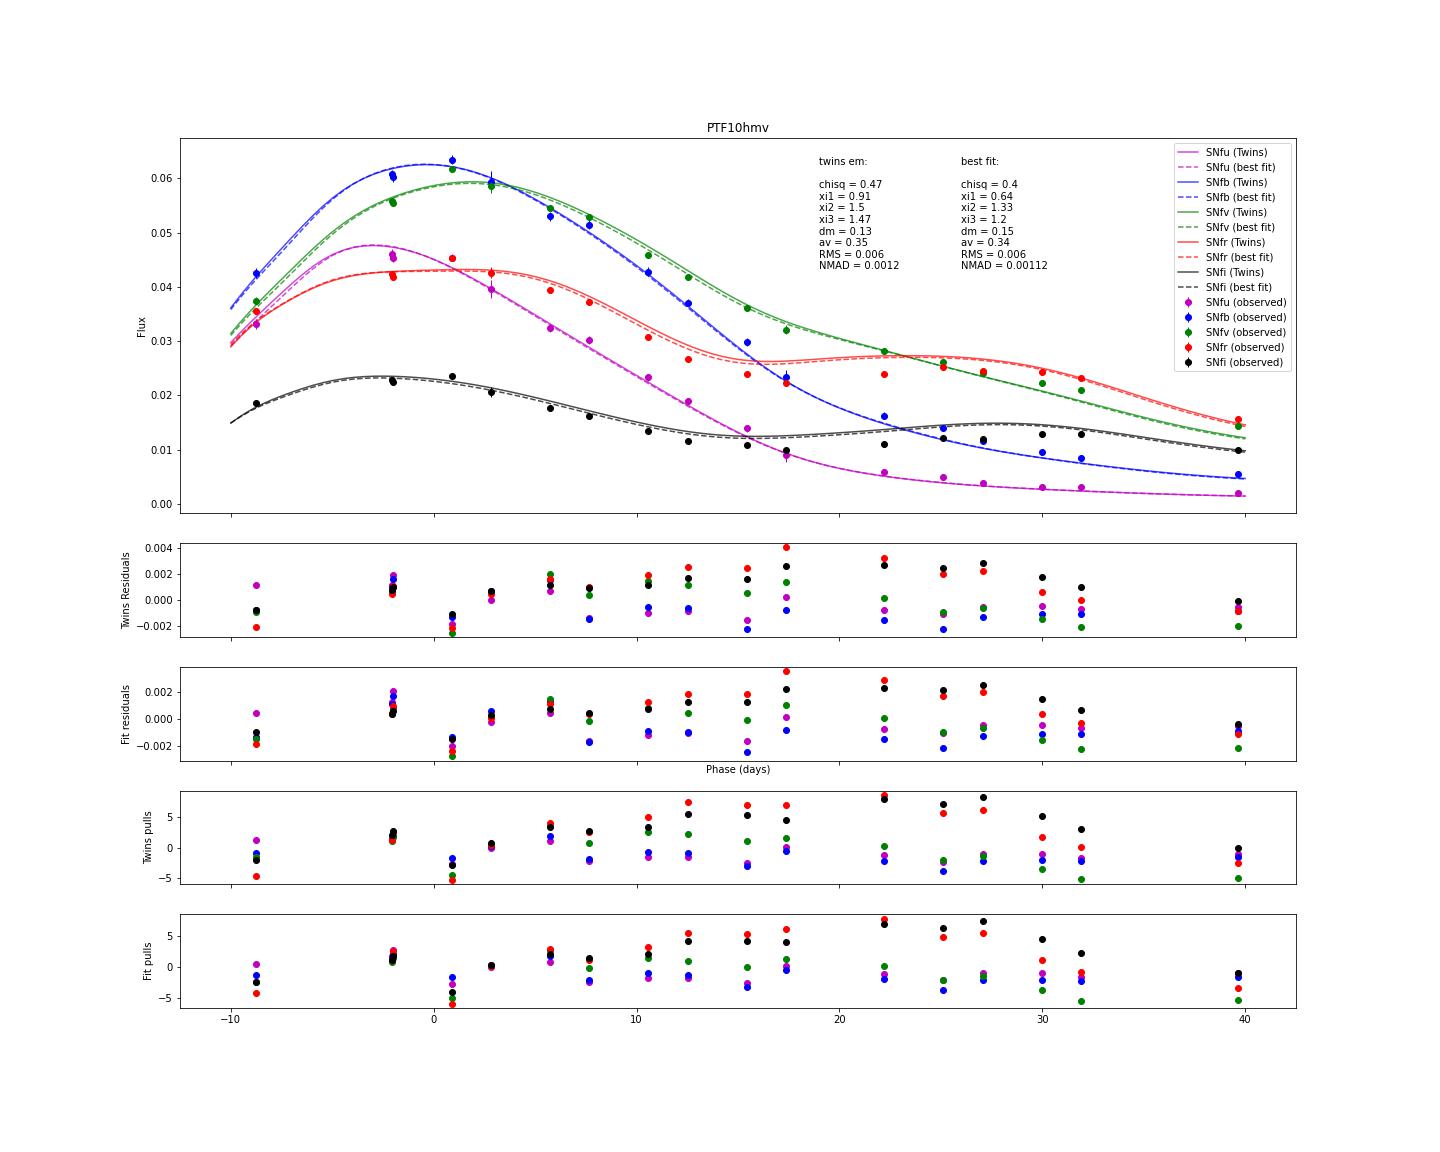 PTF10hmv
Flux
0.06
0.05
0.04
0.03
0.02
0.01
0.00
twins em:
chisq = 0.47
xi1 = 0.91
xi2 = 1.5
xi3 = 1.47
dm = 0.13
av = 0.35
RMS = 0.006
NMAD = 0.0012
best fit:
chisq = 0.4
xi1 = 0.64
xi2 = 1.33
xi3 = 1.2
dm = 0.15
av = 0.34
RMS = 0.006
NMAD = 0.00112
SNfu (Twins)
SNfu (best fit)
SNfb (Twins)
SNfb (best fit)
SNfv (Twins)
SNfv (best fit)
SNfr (Twins)
SNfr (best fit)
SNfi (Twins)
SNfi (best fit)
SNfu (observed)
SNfb (observed)
SNfv (observed)
SNfr (observed)
SNfi (observed)
Twins Residuals
0.004
0.002
0.000
−0.002
Fit residuals
0.002
0.000
−0.002
Phase (days)
Twins pulls
5
0
−5
Fit pulls
5
0
−5
−10
0
10
20
30
40